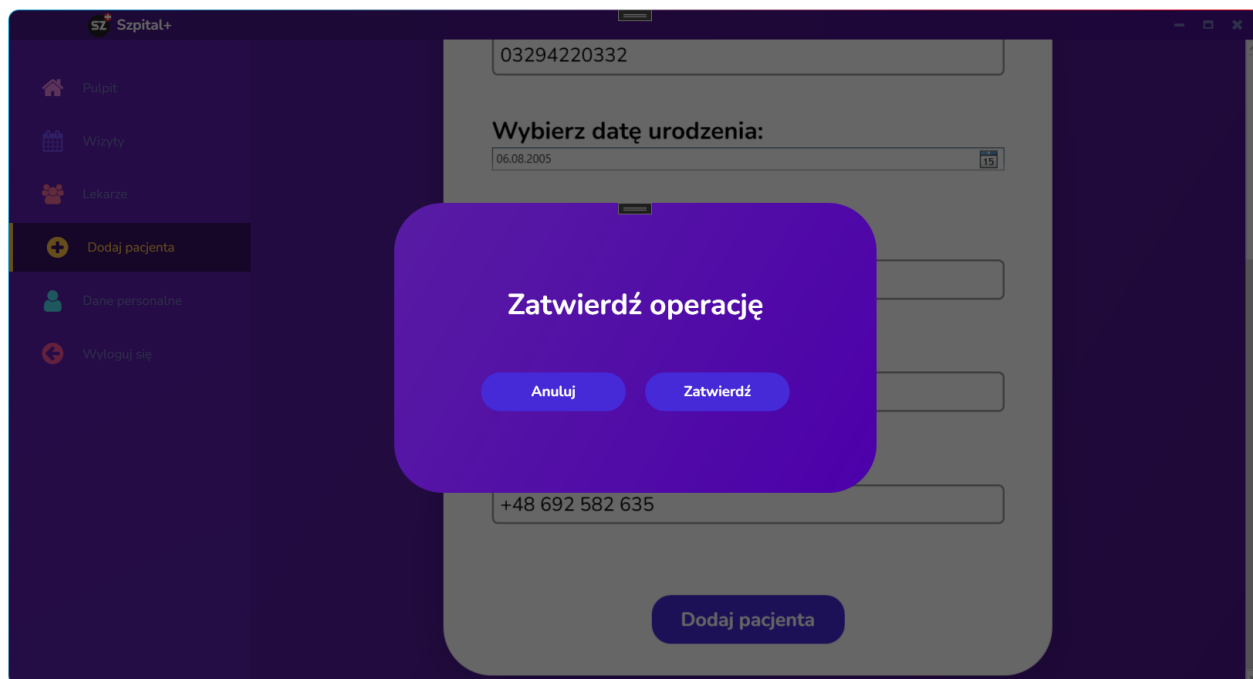 SZ+ Szpital+
03294220332
Pulpit
Wybierz datę urodzenia:
Wizyty
06.08.2005
15
Lekarze
Dodaj pacjenta
Zatwierdź operację
Dane personalne
Wyloguj się
Anuluj
Zatwierdź
+48 692 582 635
Dodaj pacjenta